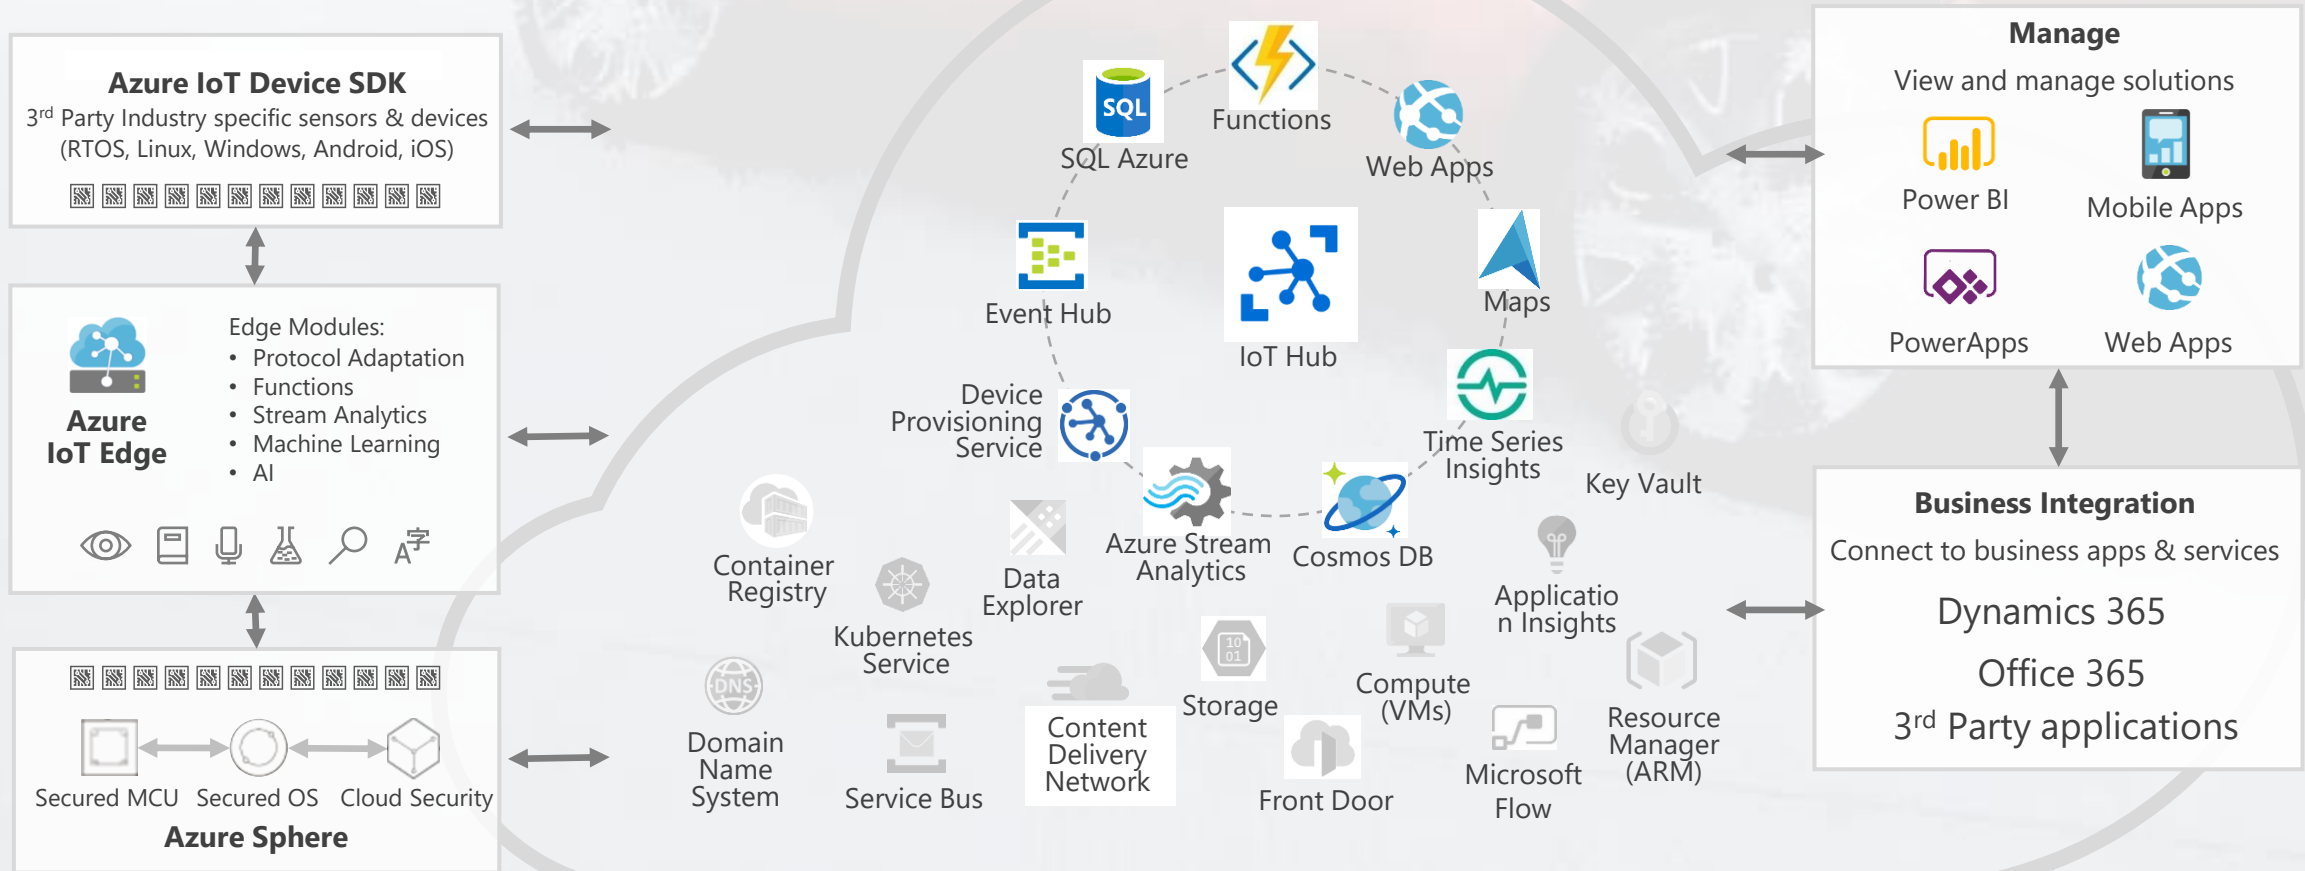 Azure IoT Device SDK
3rd Party Industry specific sensors & devices
(RTOS, Linux, Windows, Android, iOS)
Azure
IoT Edge
Edge Modules:
• Protocol Adaptation
• Functions
• Stream Analytics
• Machine Learning
• AI
A字
Secured MCU
Secured OS
Cloud Security
Azure Sphere
SQL
SQL Azure
Functions
Web Apps
Event Hub
IoT Hub
Maps
Device
Provisioning
Service
Time Series
Insights
Azure Stream
Analytics
Cosmos DB
Key Vault
Container
Registry
Kubernetes
Service
Data
Explorer
Applicatio
n Insights
DNS
Domain
Name
System
Service Bus
Content
Delivery
Network
10
01
Storage
Compute
(VMs)
Front Door
Microsoft
Flow
Resource
Manager
(ARM)
Manage
View and manage solutions
Power BI
Mobile Apps
PowerApps
Web Apps
Business Integration
Connect to business apps & services
Dynamics 365
Office 365
3rd Party applications